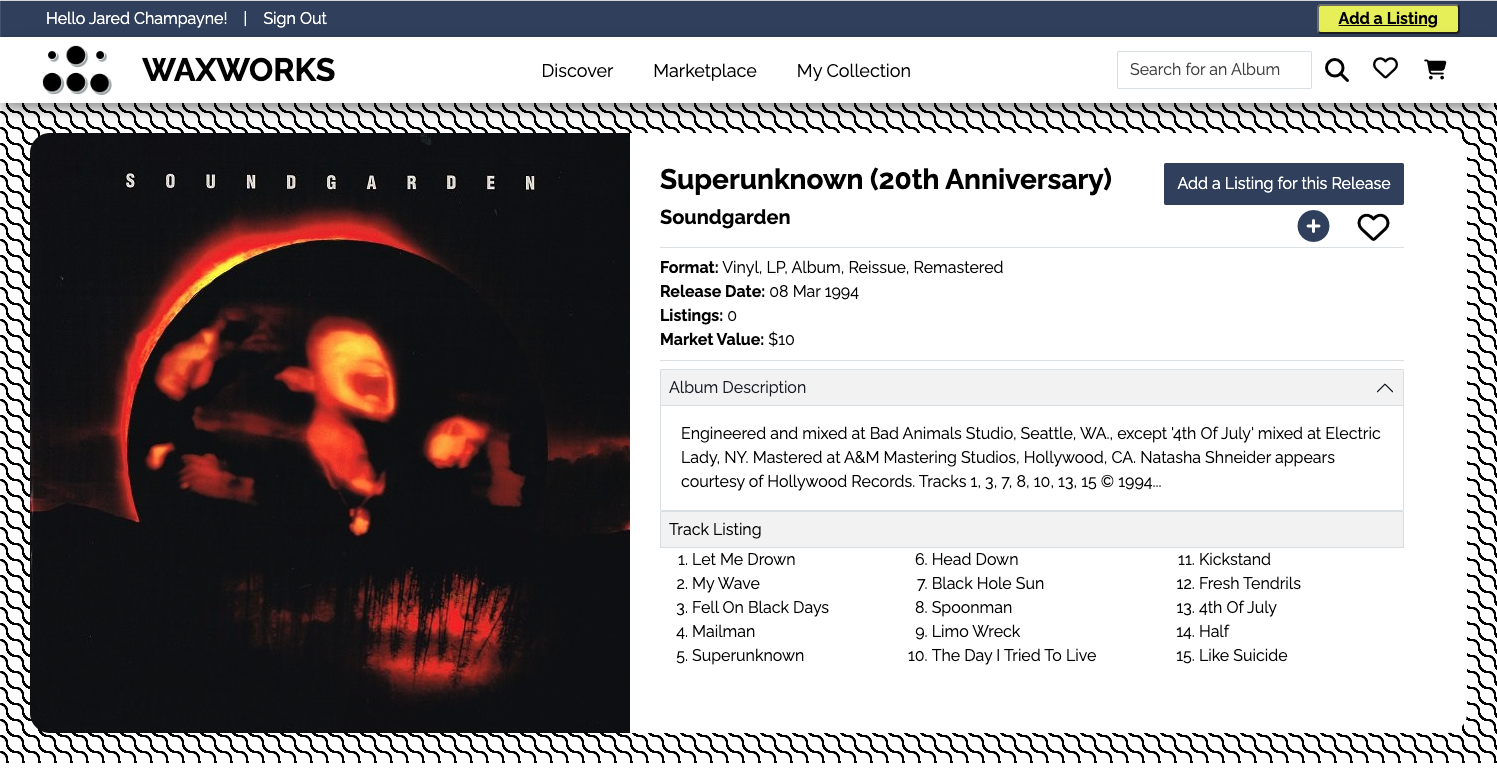 Hello Jared Champayne! | Sign Out
Add a Listing
WAXWORKS
Discover
Marketplace
My Collection
Search for an Album
SOUNDGARDEN
Superunknown (20th Anniversary)
Add a Listing for this Release
Soundgarden
Format: Vinyl, LP, Album, Reissue, Remastered
Release Date: 08 Mar 1994
Listings: 0
Market Value: $10
Album Description
Engineered and mixed at Bad Animals Studio, Seattle, WA., except '4th Of July' mixed at Electric
Lady, NY. Mastered at A&M Mastering Studios, Hollywood, CA. Natasha Shneider appears
courtesy of Hollywood Records. Tracks 1, 3, 7, 8, 10, 13, 15 © 1994...
Track Listing
1. Let Me Drown
2. My Wave
3. Fell On Black Days
4. Mailman
5. Superunknown
6. Head Down
7. Black Hole Sun
8. Spoonman
9. Limo Wreck
10. The Day I Tried To Live
11. Kickstand
12. Fresh Tendrils
13. 4th Of July
14. Half
15. Like Suicide